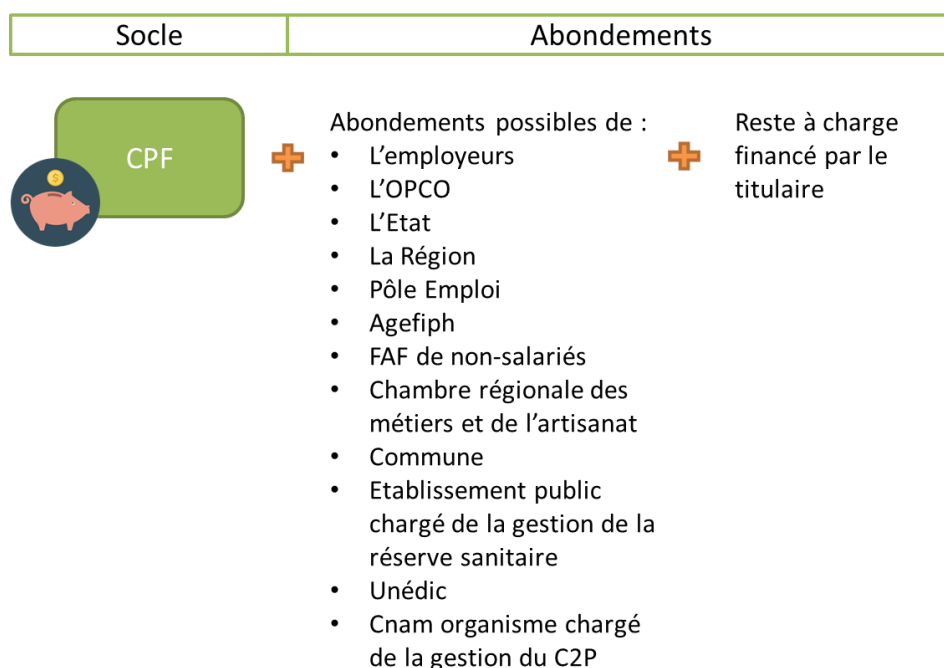 Socle
Abondements
CPF
Abondements possibles de :
• L'employeurs
• L'OPCO
• L'Etat
• La Région
• Pôle Emploi
• Agefiph
• FAF de non-salariés
• Chambre régionale des
métiers et de l'artisanat
• Commune
• Etablissement public
chargé de la gestion de la
réserve sanitaire
• Unédic
• Cnam organisme chargé
de la gestion du C2P
Reste à charge
financé par le
titulaire